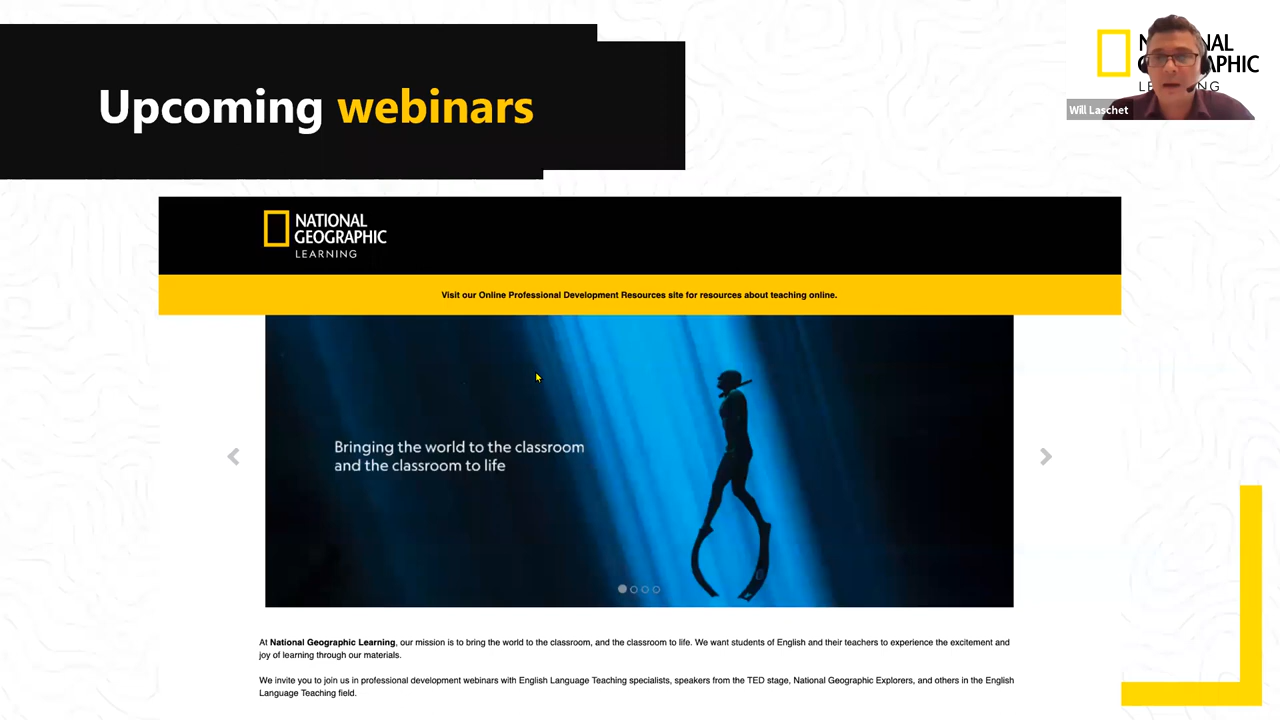 Upcoming webinars
NATIONAL
GEOGRAPHIC
LEARNING
Will Laschet
NATIONAL
GEOGRAPHIC
LEARNING
Visit our Online Professional Development Resources site for resources about teaching online.
Bringing the world to the classroom
and the classroom to life
At National Geographic Learning, our mission is to bring the world to the classroom, and the classroom to life. We want students of English and their teachers to experience the excitement and
joy of learning through our materials.
We invite you to join us in professional development webinars with English Language Teaching specialists, speakers from the TED stage, National Geographic Explorers, and others in the English
Language Teaching field.